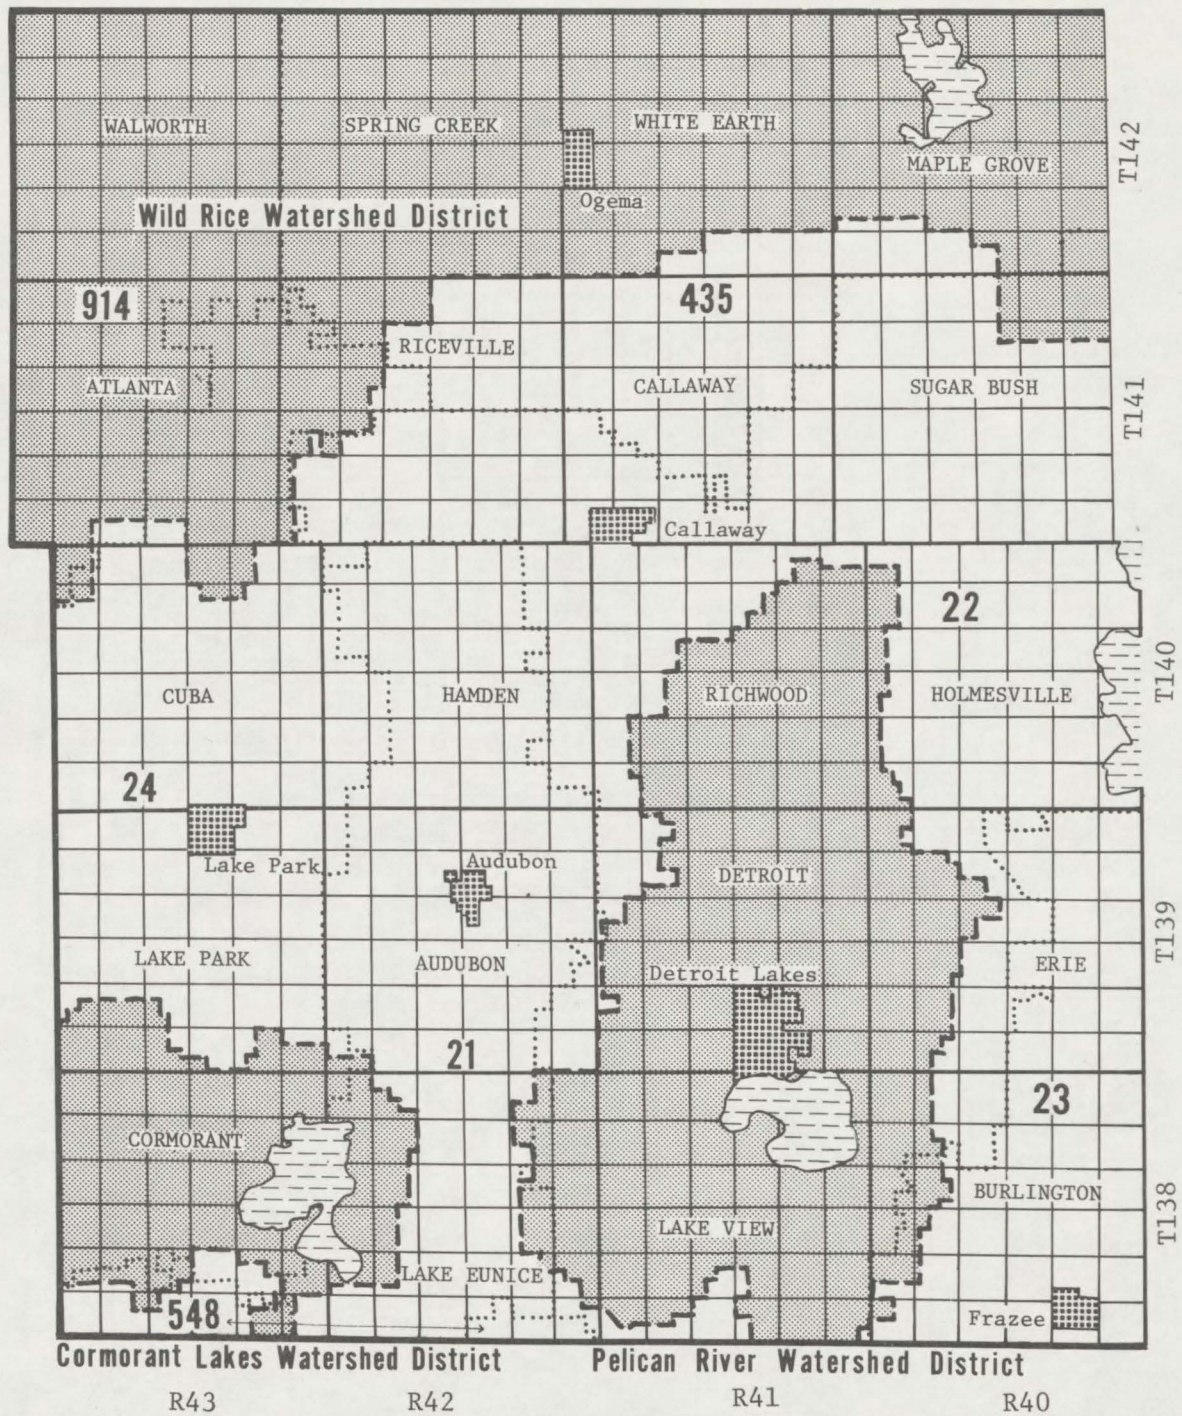 WALWORTH
SPRING CREEK
WHITE EARTH
MAPLE GROVE
T142
Ogema
Wild Rice Watershed District
914
435
RICEVILLE
ATLANTA
CALLAWAY
SUGAR BUSH
T141
Callaway
22
CUBA
HAMDEN
RICHWOOD
HOLMESVILLE
T140
24
Lake Park
Audubon
DETROIT
LAKE PARK
AUDUBON
Detroit Lakes
ERIE
T139
21
23
CORMORANT
BURLINGTON
T138
LAKE VIEW
LAKE EUNICE
548
Frazee
Cormorant Lakes Watershed District
Pelican River Watershed District
R43
R42
R41
R40